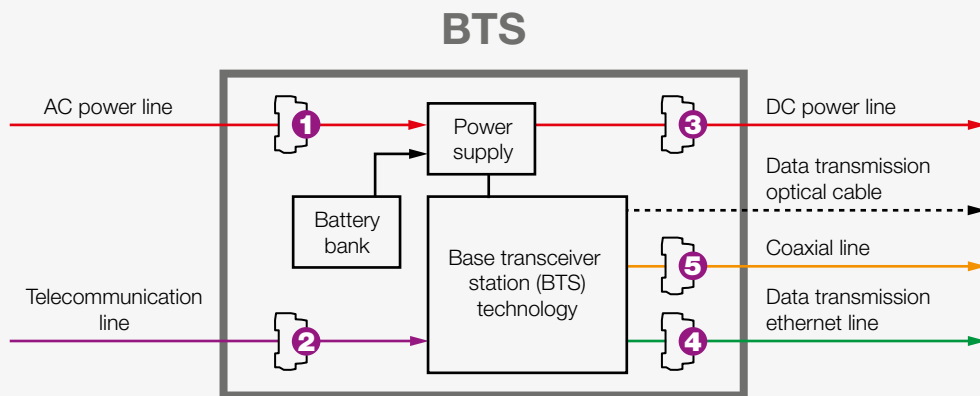 BTS
AC power line
1
Power
supply
3
DC power line
Data transmission
optical cable
Battery
bank
Base transceiver
station (BTS)
technology
5
Coaxial line
Telecommunication
line
2
4
Data transmission
ethernet line